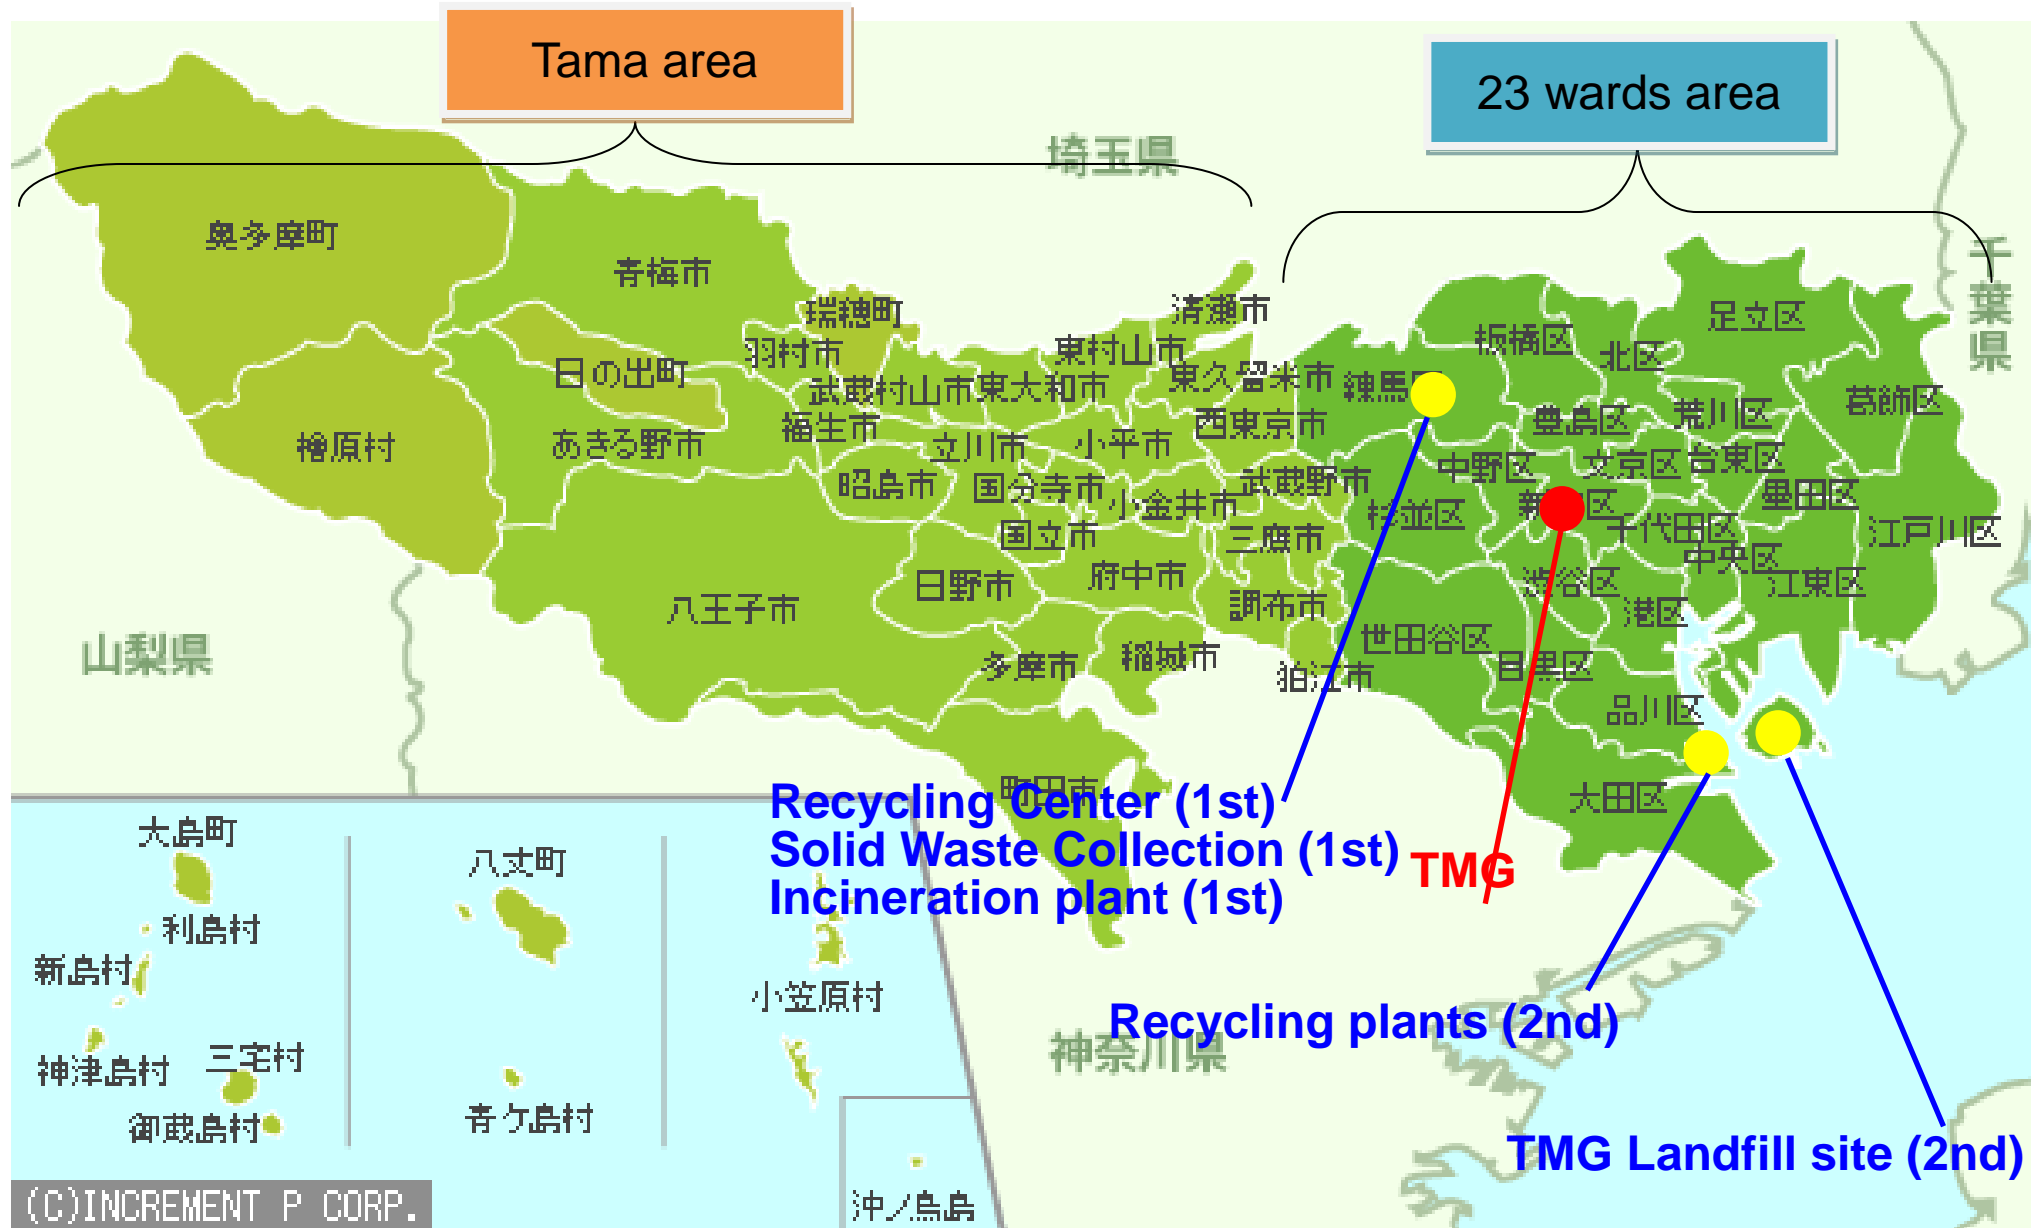 Tama area
23 wards area
埼玉県
千葉県
奥多摩町
青梅市
瑞穂町
清瀬市
足立区
板橋区
北区
羽村市
東村山市
日の出町
武蔵村山市
東大和市
東久留米市
練馬
葛飾区
荒川区
豊島区
福生市
西東京市
檜原村
あきる野市
立川市
小平市
中野区
文京区
台東区
昭島市
国分寺市
武蔵野市
墨田区
小金井市
杉並区
新 区
千代田区
国立市
三鷹市
江戸川区
中央区
日野市
府中市
渋谷区
江東区
八王子市
調布市
港区
世田谷区
山梨県
多摩市
稲城市
目黒区
狛江市
品川区
町田市
大田区
Recycling Center (1st)
Solid Waste Collection (1st)
Incineration plant (1st)
TMG
大島町
八丈町
利島村
新島村
小笠原村
Recycling plants (2nd)
神奈川県
神津島村
三宅村
御蔵島村
青ケ島村
TMG Landfill site (2nd)
沖ノ鳥島
(C)INCREMENT P CORP.